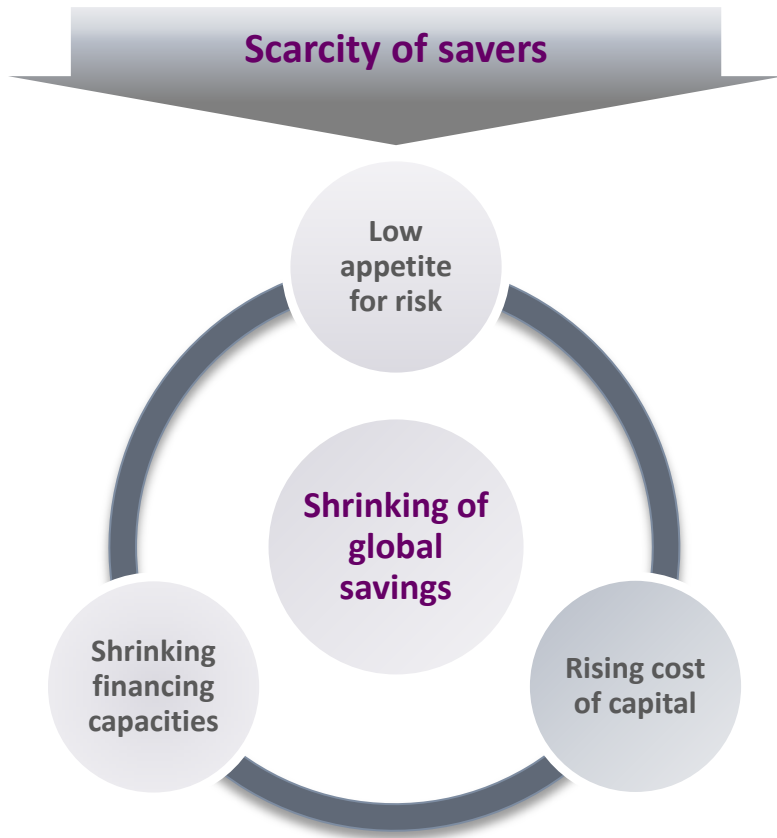 Scarcity of savers
Low
appetite
for risk
Shrinking of
global
savings
Shrinking
financing
capacities
Rising cost
of capital